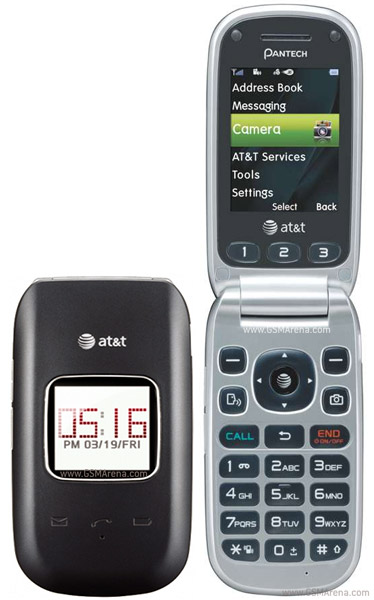 PANTECH
Address Book
Messaging
Camera
AT&T Services
Tools
Settings
Select Back
at&t
1 2 3
www.GSMArena.com
at&t
05:16
PM 03/19/FRI
www.GSMArena.com
CALL END
ON/OFF
1 2ABC 3DEF
4GHI 5JKL 6MNO
7PQRS 8TUV 9WXYZ
* 0 ± #
© GSMArena.com